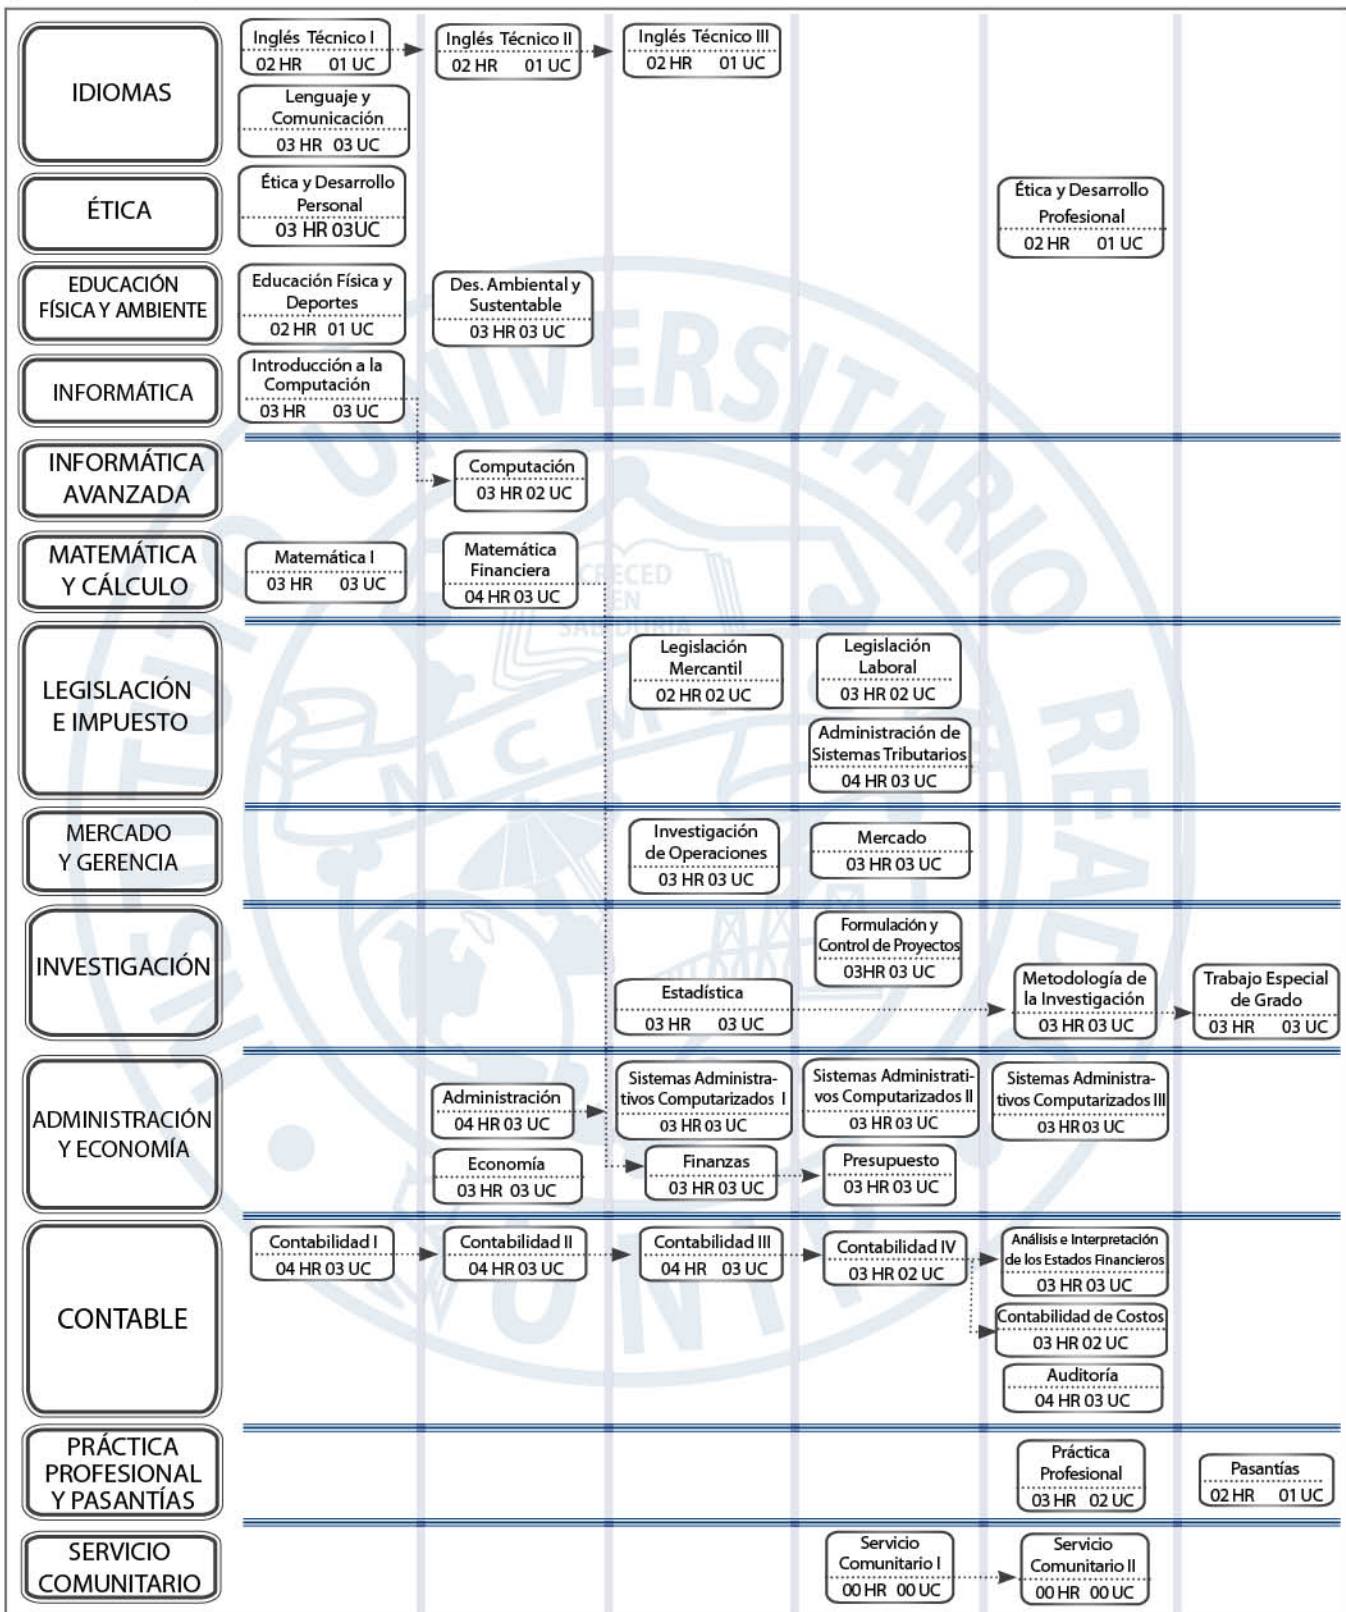 IDIOMAS
Inglés Técnico I
02 HR 01 UC
Inglés Técnico II
02 HR 01 UC
Inglés Técnico III
02 HR 01 UC
Lenguaje y
Comunicación
03 HR 03 UC
ÉTICA
Ética y Desarrollo
Personal
03 HR 03UC
Ética y Desarrollo
Profesional
02 HR 01 UC
EDUCACIÓN
FÍSICA Y AMBIENTE
Educación Física y
Deportes
02 HR 01 UC
Des. Ambiental y
Sustentable
03 HR 03 UC
INFORMÁTICA
Introducción a la
Computación
03 HR 03 UC
INFORMÁTICA
AVANZADA
Computación
03 HR 02 UC
MATEMÁTICA
Y CÁLCULO
Matemática I
03 HR 03 UC
Matemática
Financiera
04 HR 03 UC
LEGISLACIÓN
E IMPUESTO
Legislación
Mercantil
02 HR 02 UC
Legislación
Laboral
03 HR 02 UC
Administración de
Sistemas Tributarios
04 HR 03 UC
MERCADO
Y GERENCIA
Investigación
de Operaciones
03 HR 03 UC
Mercado
03 HR 03 UC
INVESTIGACIÓN
Formulación y
Control de Proyectos
03HR 03 UC
Estadística
03 HR 03 UC
Metodología de
la Investigación
03 HR 03 UC
Trabajo Especial
de Grado
03 HR 03 UC
ADMINISTRACIÓN
Y ECONOMÍA
Administración
04 HR 03 UC
Sistemas Administra-
tivos Computarizados I
03 HR 03 UC
Sistemas Administrati-
vos Computarizados II
03 HR 03 UC
Sistemas Administra-
tivos Computarizados III
03 HR 03 UC
Economía
03 HR 03 UC
Finanzas
03 HR 03 UC
Presupuesto
03 HR 03 UC
CONTABLE
Contabilidad I
04 HR 03 UC
Contabilidad II
04 HR 03 UC
Contabilidad III
04 HR 03 UC
Contabilidad IV
03 HR 02 UC
Análisis e Interpretación
de los Estados Financieros
03 HR 03 UC
Contabilidad de Costos
03 HR 02 UC
Auditoría
04 HR 03 UC
PRÁCTICA
PROFESIONAL
Y PASANTÍAS
Práctica
Profesional
03 HR 02 UC
Pasantías
02 HR 01 UC
SERVICIO
COMUNITARIO
Servicio
Comunitario I
00 HR 00 UC
Servicio
Comunitario II
00 HR 00 UC
INSTITUTO UNIVERSITARIO
CRECED
EN
SABIDURIA
M C M